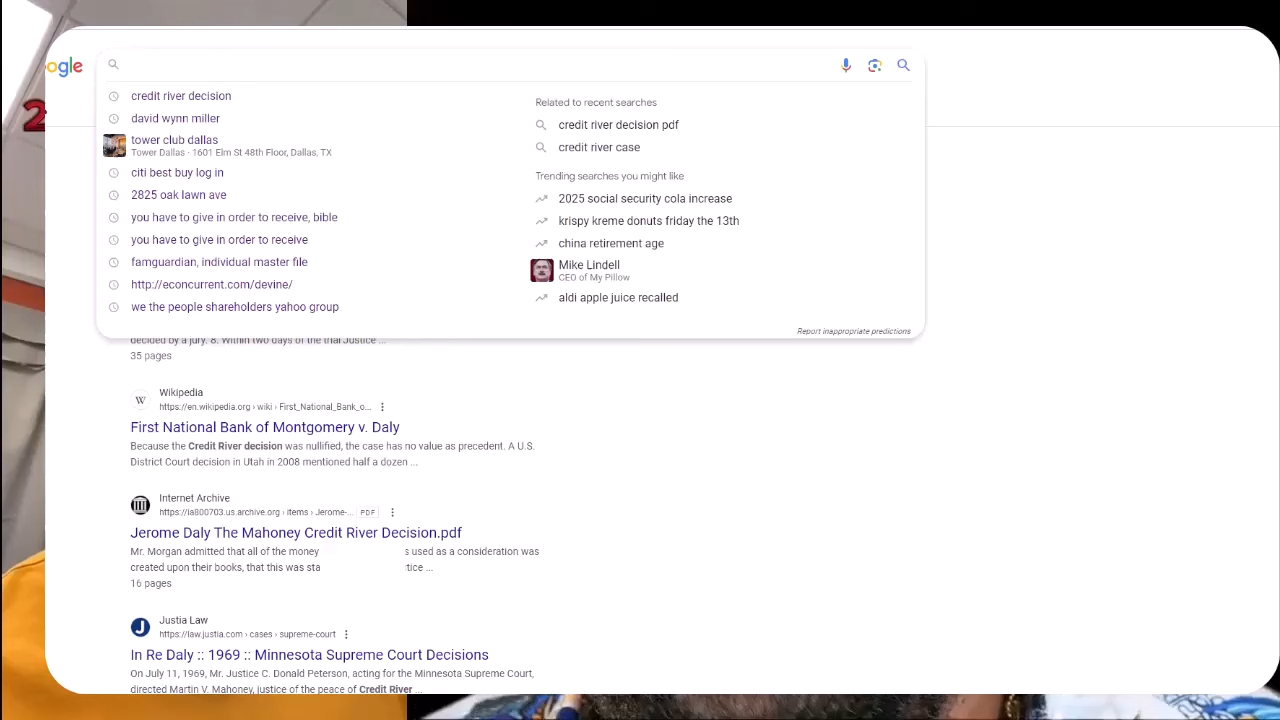 ogle
2
credit river decision
david wynn miller
tower club dallas
Tower Dallas · 1601 Elm St 48th Floor, Dallas, TX
citi best buy log in
2825 oak lawn ave
you have to give in order to receive, bible
you have to give in order to receive
famguardian, individual master file
http://econcurrent.com/devine/
we the people shareholders yahoo group
Related to recent searches
credit river decision pdf
credit river case
Trending searches you might like
2025 social security cola increase
krispy kreme donuts friday the 13th
china retirement age
Mike Lindell
CEO of My Pillow
aldi apple juice recalled
Report inappropriate predictions
decided by a jury. 8. Within two days of the trial Justice ...
35 pages
W
Wikipedia
https://en.wikipedia.org › wiki › First_National_Bank_o...
First National Bank of Montgomery v. Daly
Because the Credit River decision was nullified, the case has no value as precedent. A U.S.
District Court decision in Utah in 2008 mentioned half a dozen ...
Internet Archive
https://ia800703.us.archive.org › items › Jerome-... PDF
Jerome Daly The Mahoney Credit River Decision.pdf
Mr. Morgan admitted that all of the money s used as a consideration was
created upon their books, that this was sta tice ...
16 pages
J
Justia Law
https://law.justia.com › cases › supreme-court
In Re Daly :: 1969 :: Minnesota Supreme Court Decisions
On July 11, 1969, Mr. Justice C. Donald Peterson, acting for the Minnesota Supreme Court,
directed Martin V. Mahoney, justice of the peace of Credit River ...